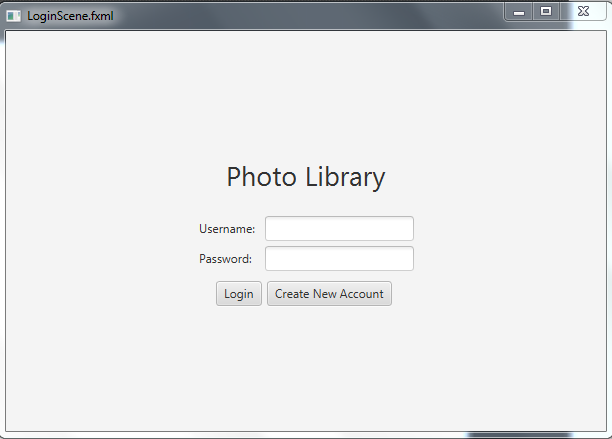 LoginScene.fxml
Photo Library
Username:
Password:
Login Create New Account